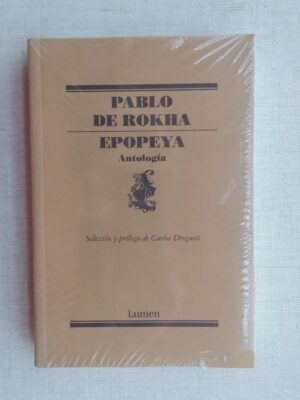 PABLO
DE ROKHA
EPOPEYA
Antología
Selección y prólogo de Carlos Droguett
Lumen